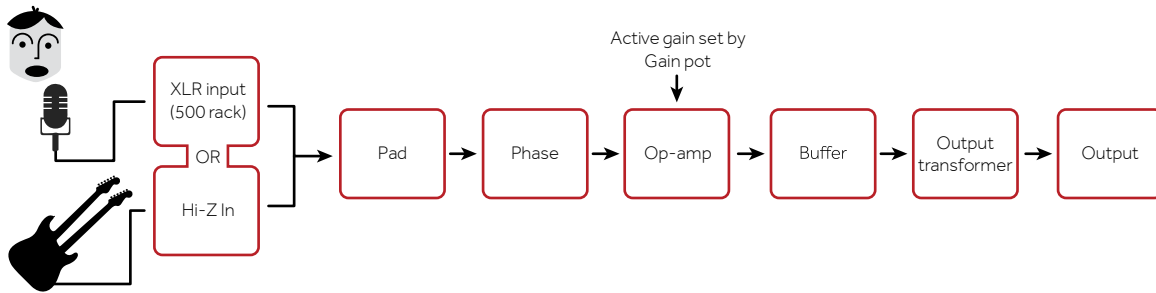 Active gain set by
Gain pot
XLR input
(500 rack)
OR
Hi-Z In
Pad
Phase
Op-amp
Buffer
Output
transformer
Output